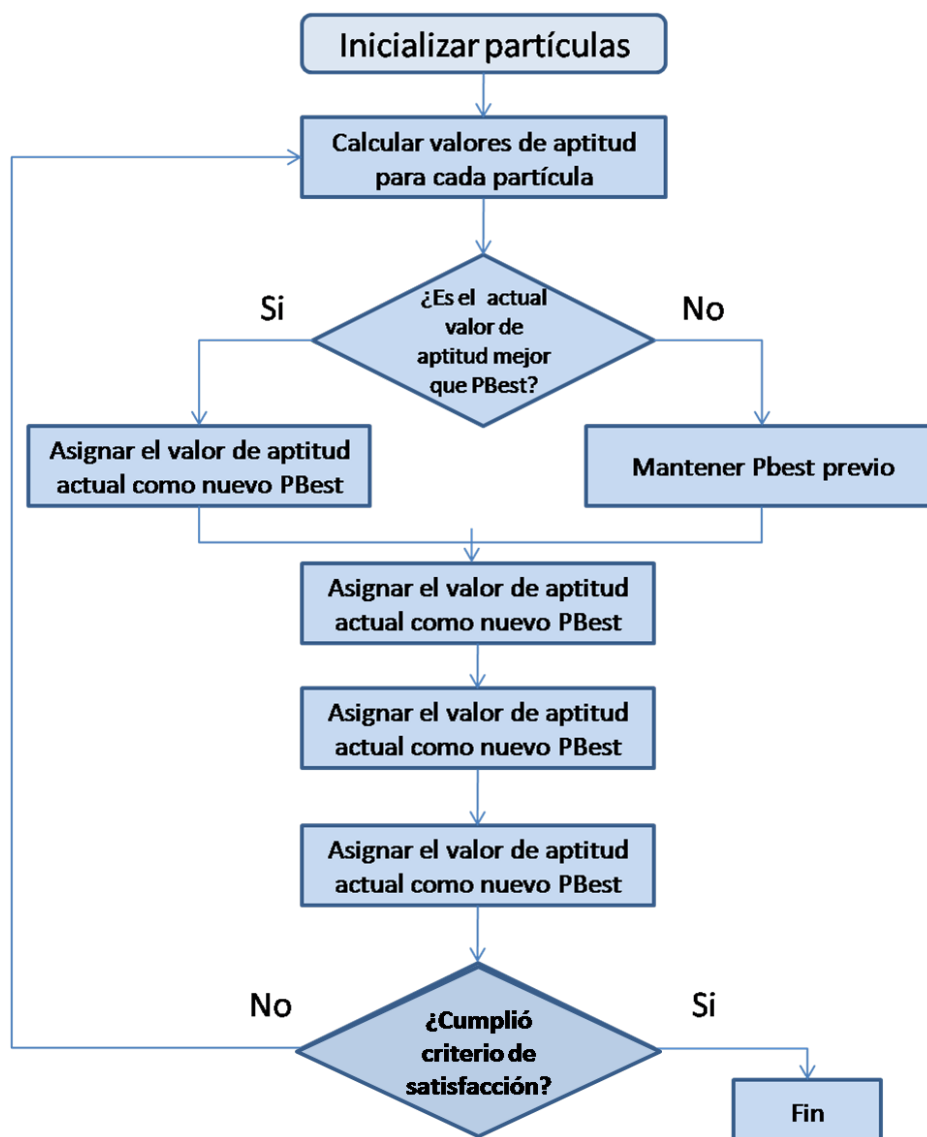 Inicializar partículas
Calcular valores de aptitud
para cada partícula
Si
¿Es el actual
valor de
aptitud mejor
que PBest?
No
Asignar el valor de aptitud
actual como nuevo PBest
Mantener Pbest previo
Asignar el valor de aptitud
actual como nuevo PBest
Asignar el valor de aptitud
actual como nuevo PBest
Asignar el valor de aptitud
actual como nuevo PBest
No
¿Cumplió
criterio de
satisfacción?
Si
Fin